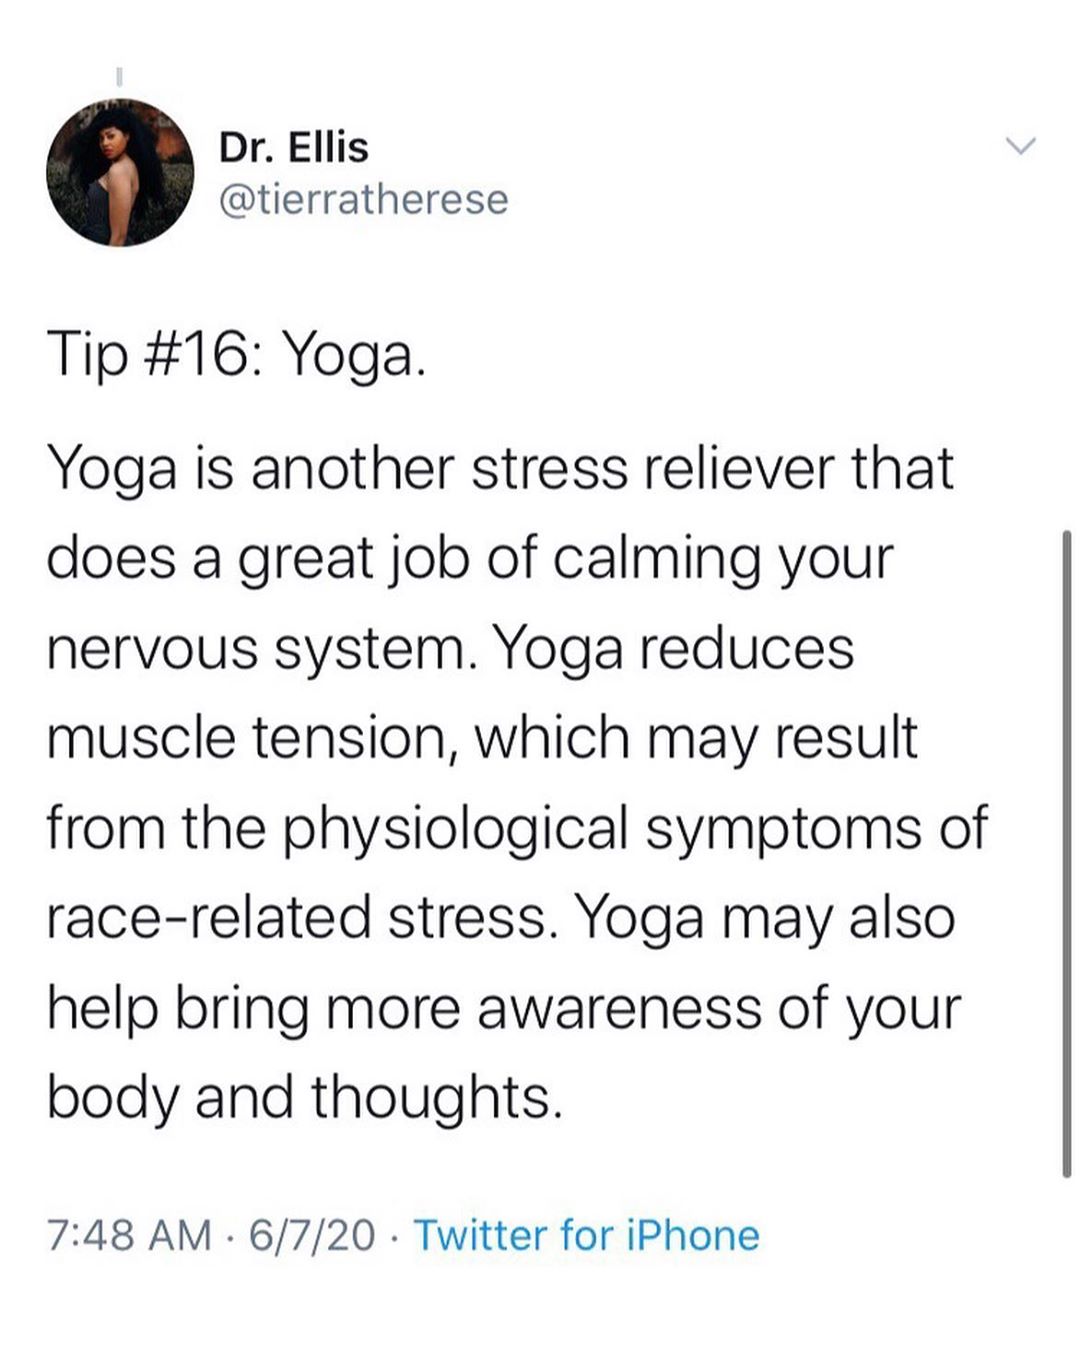 Dr. Ellis
@tierratherese
Tip #16: Yoga.
Yoga is another stress reliever that
does a great job of calming your
nervous system. Yoga reduces
muscle tension, which may result
from the physiological symptoms of
race-related stress. Yoga may also
help bring more awareness of your
body and thoughts.
7:48 AM · 6/7/20 · Twitter for iPhone